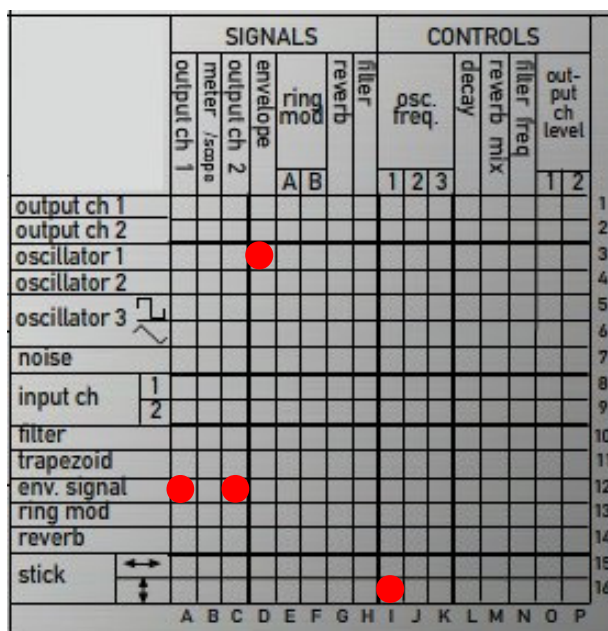 SIGNALS CONTROLS
output ch 1
meter /scope
output ch 2
envelope
ring mod
reverb
filter
osc. freq.
decay
reverb mix
filter freq
out-
put
ch
level
A B 1 2 3 1 2
output ch 1 1
output ch 2 2
oscillator 1 3
oscillator 2 4
5
oscillator 3
6
noise 7
input ch 1 8
2 9
filter 10
trapezoid 11
env. signal 12
ring mod 13
reverb 14
stick 15
16
A B C D E F G H I J K L M N O P